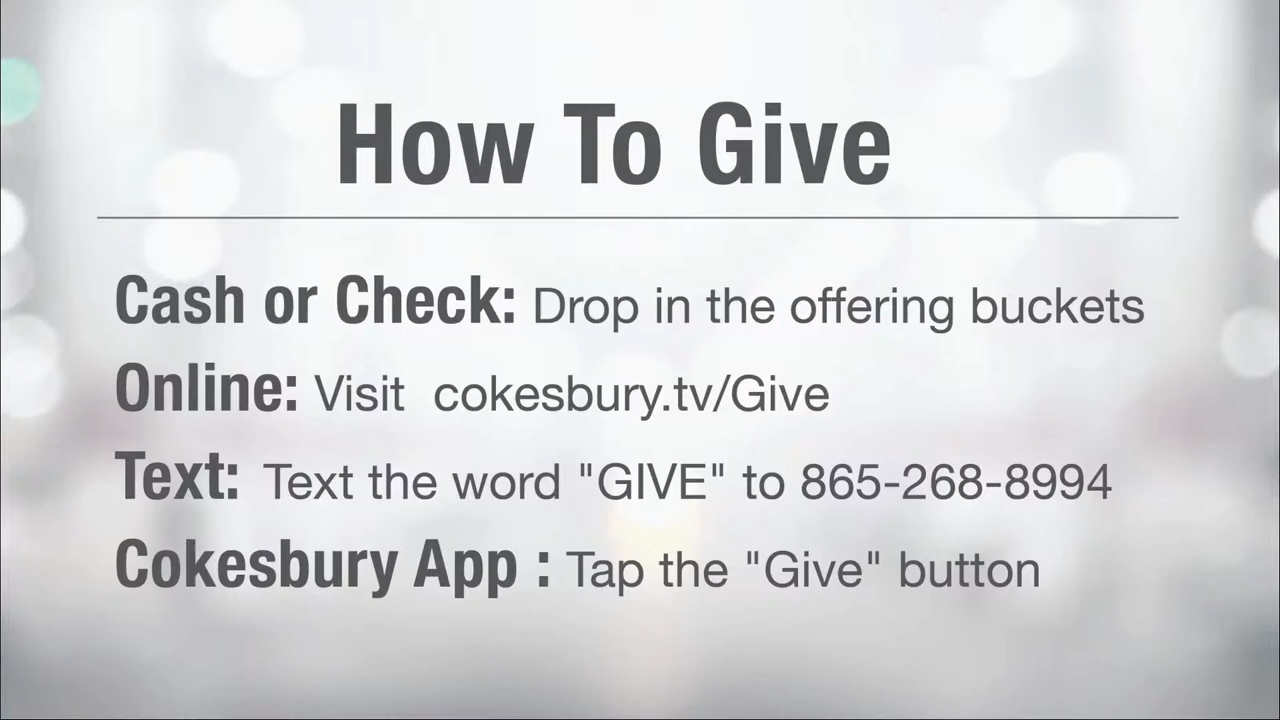 How To Give
Cash or Check: Drop in the offering buckets
Online: Visit cokesbury.tv/Give
Text: Text the word "GIVE" to 865-268-8994
Cokesbury App : Tap the "Give" button